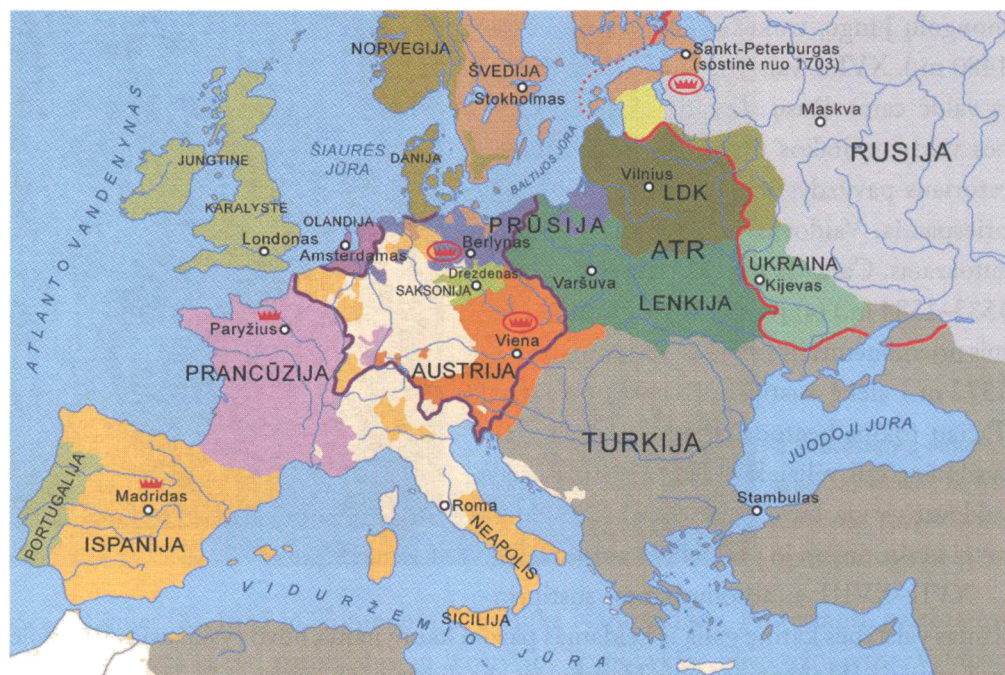 NORVEGIJA
ŠVEDIJA
Stokholmas
Sankt-Peterburgas
(sostinė nuo 1703)
Maskva
RUSIJA
ATLANTO VANDENYNAS
JUNGTINĖ
KARALYSTĖ
Londonas
ŠIAURĖS
JŪRA
DANIJA
BALTIJOS JŪRA
Vilnius
LDK
OLANDIJA
Amsterdamas
PRŪSIJA
Berlynas
Drezdenas
SAKSONIJA
ATR
Varšuva
LENKIJA
UKRAINA
Kijevas
Paryžius
PRANCŪZIJA
Viena
AUSTRIJA
TURKIJA
JUODOJI JŪRA
Stambulas
PORTUGALIJA
Madridas
ISPANIJA
Roma
NEAPOLIS
SICILIJA
VIDURŽEMIO JŪRA